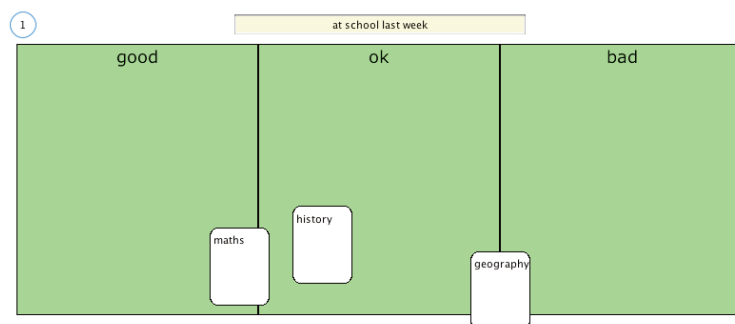 1
at school last week
good
ok
bad
history
maths
geography